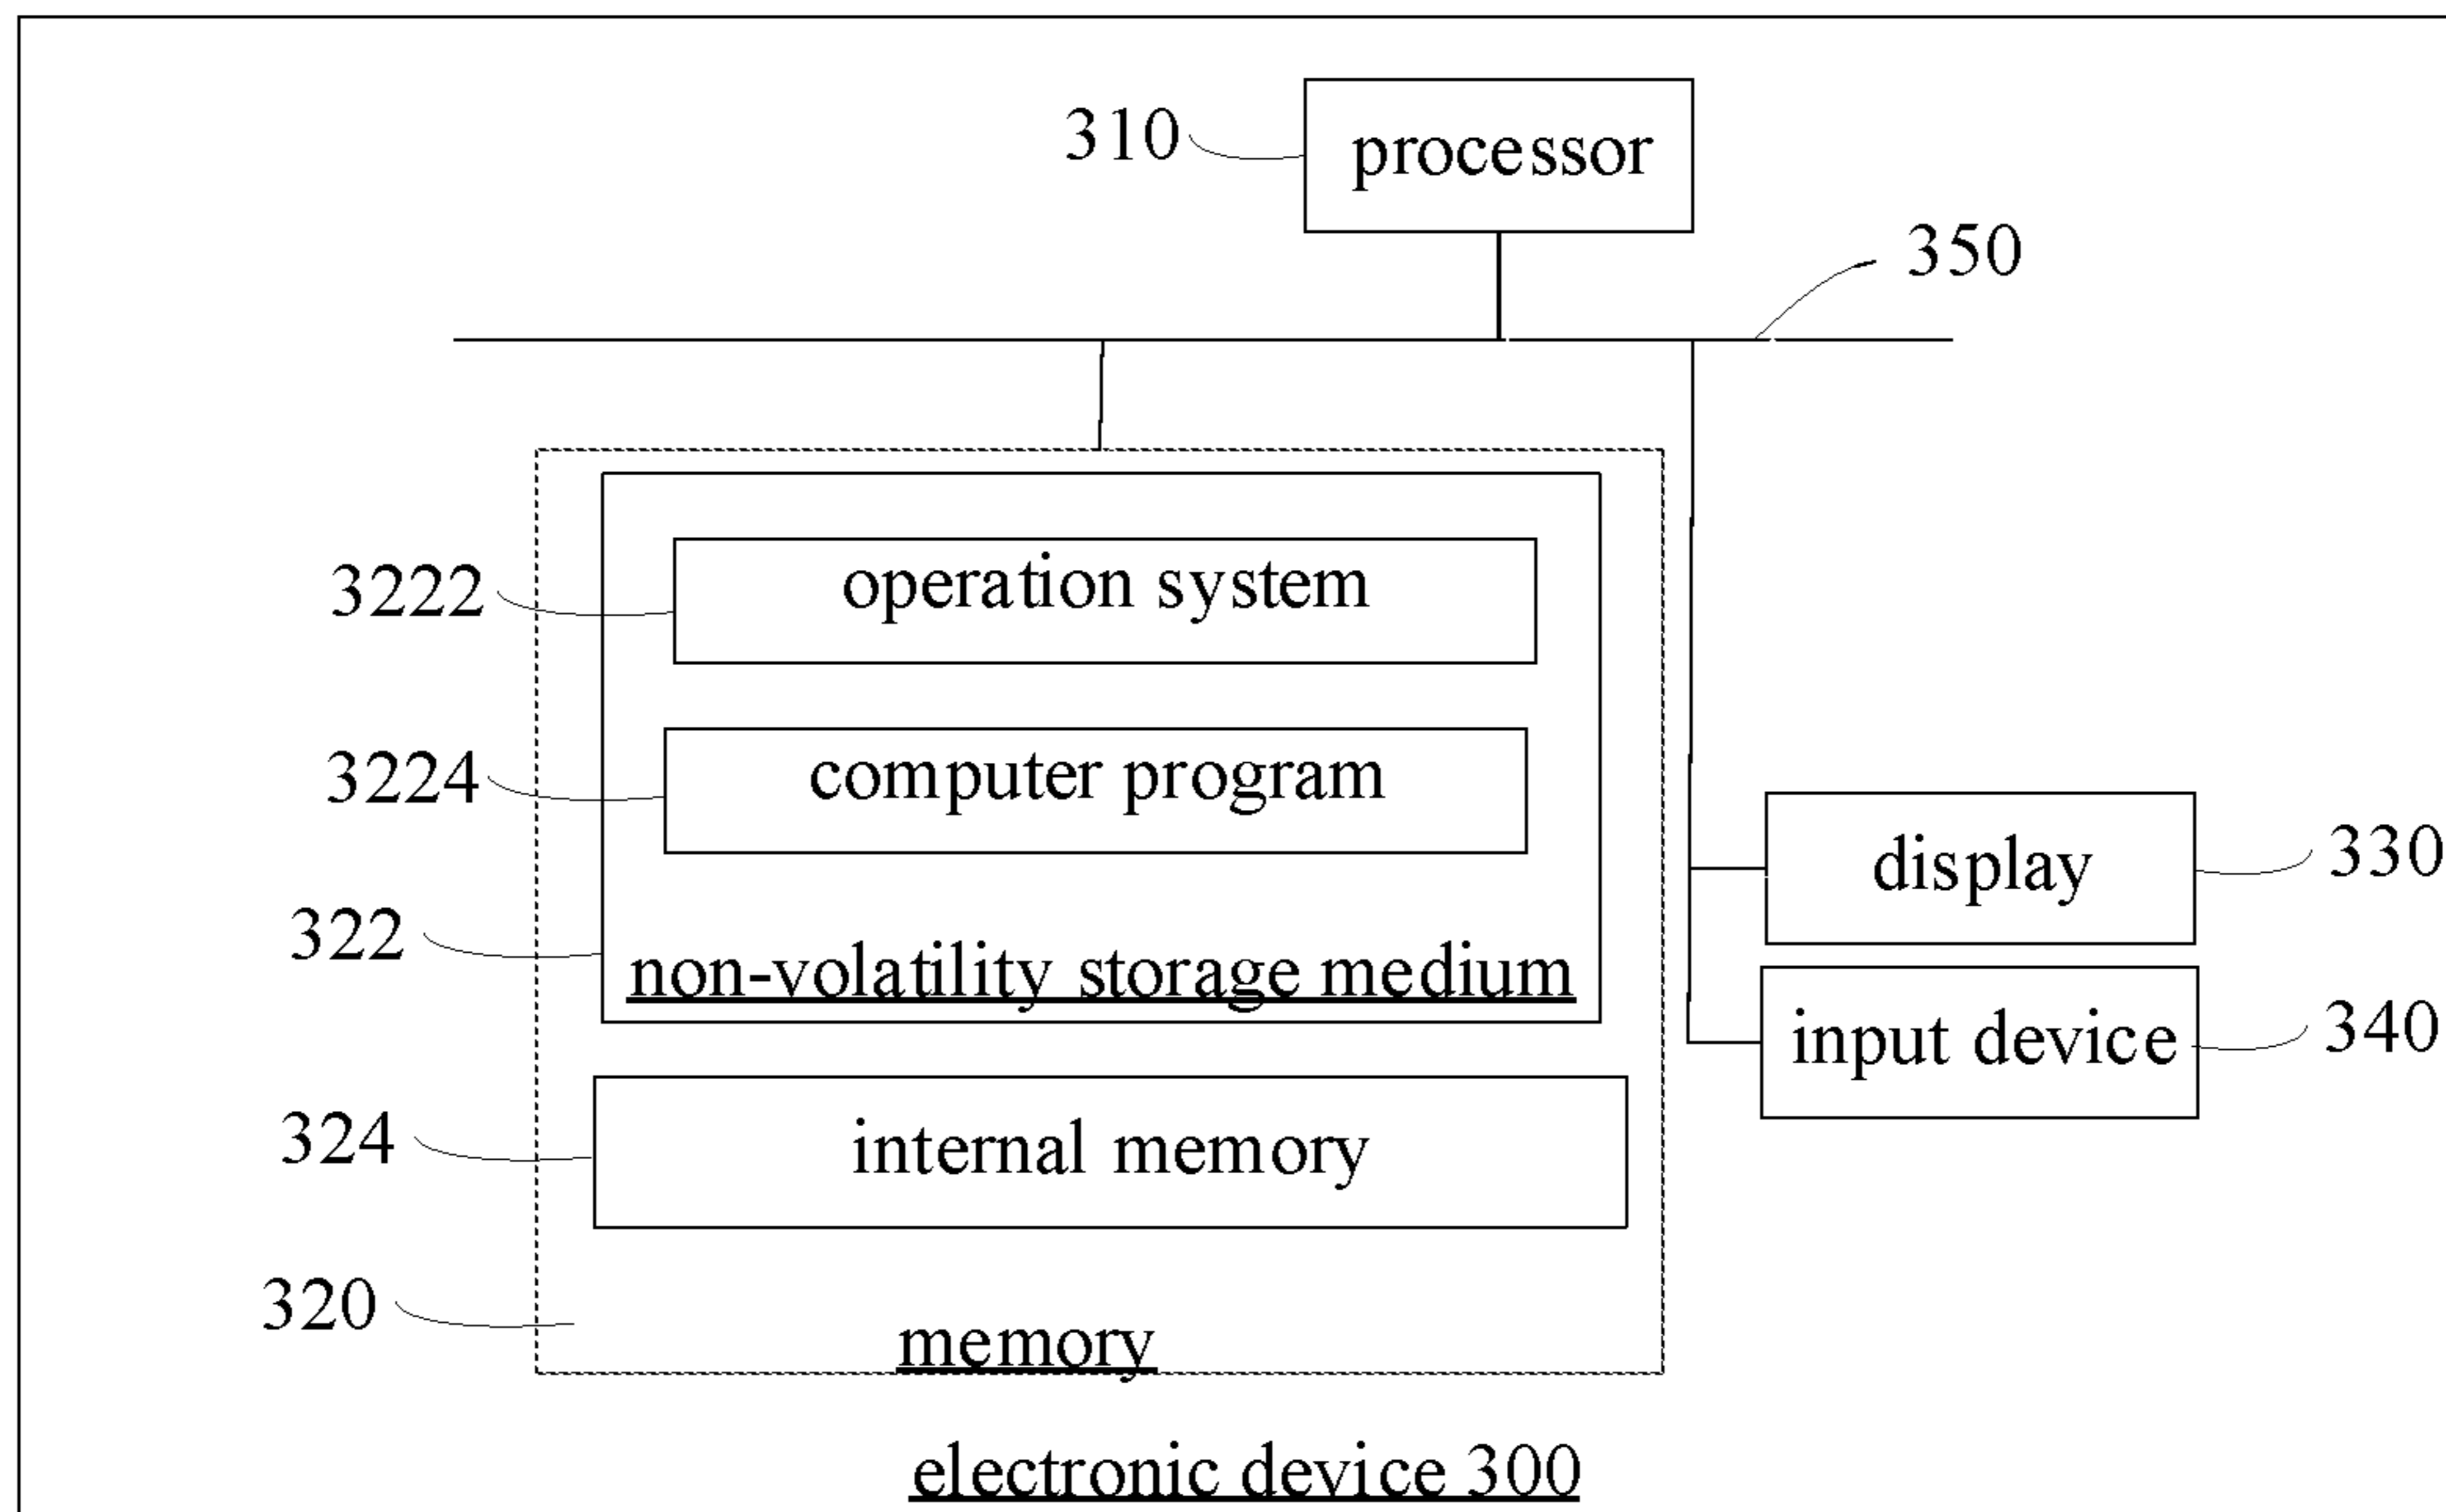 310 processor
350
3222 operation system
3224 computer program
display 330
322 non-volatility storage medium
input device 340
324 internal memory
320
memory
electronic device 300